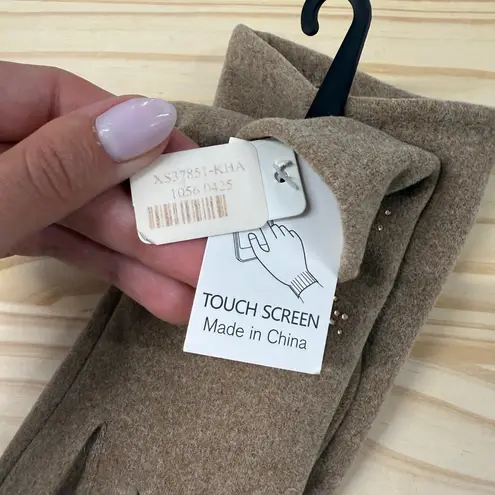 XS37851-KHA
1056 0425
TOUCH SCREEN
Made in China